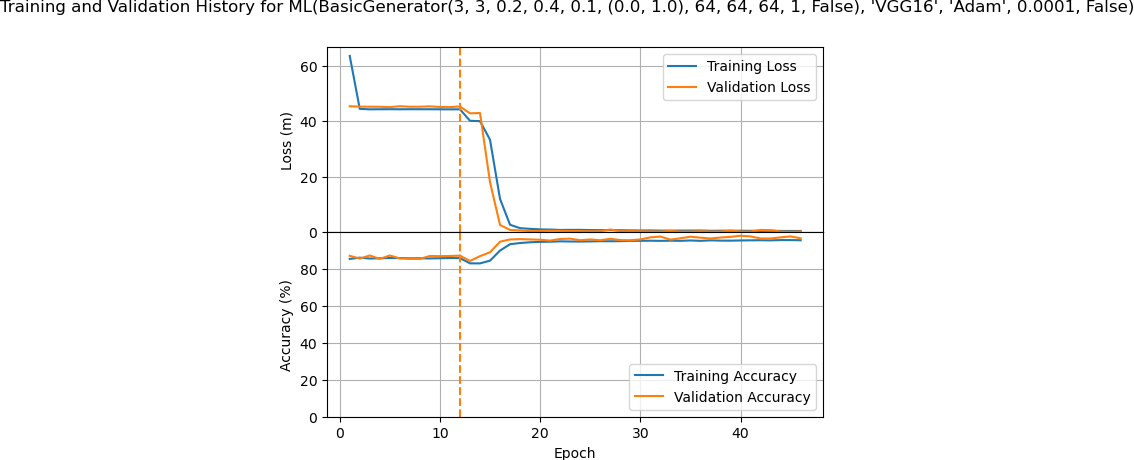 Training and Validation History for ML(BasicGenerator(3, 3, 0.2, 0.4, 0.1, (0.0, 1.0), 64, 64, 64, 1, False), 'VGG16', 'Adam', 0.0001, False)
60
40
20
0
Loss (m)
Training Loss
Validation Loss
80
60
40
20
0
Accuracy (%)
Training Accuracy
Validation Accuracy
0 10 20 30 40
Epoch